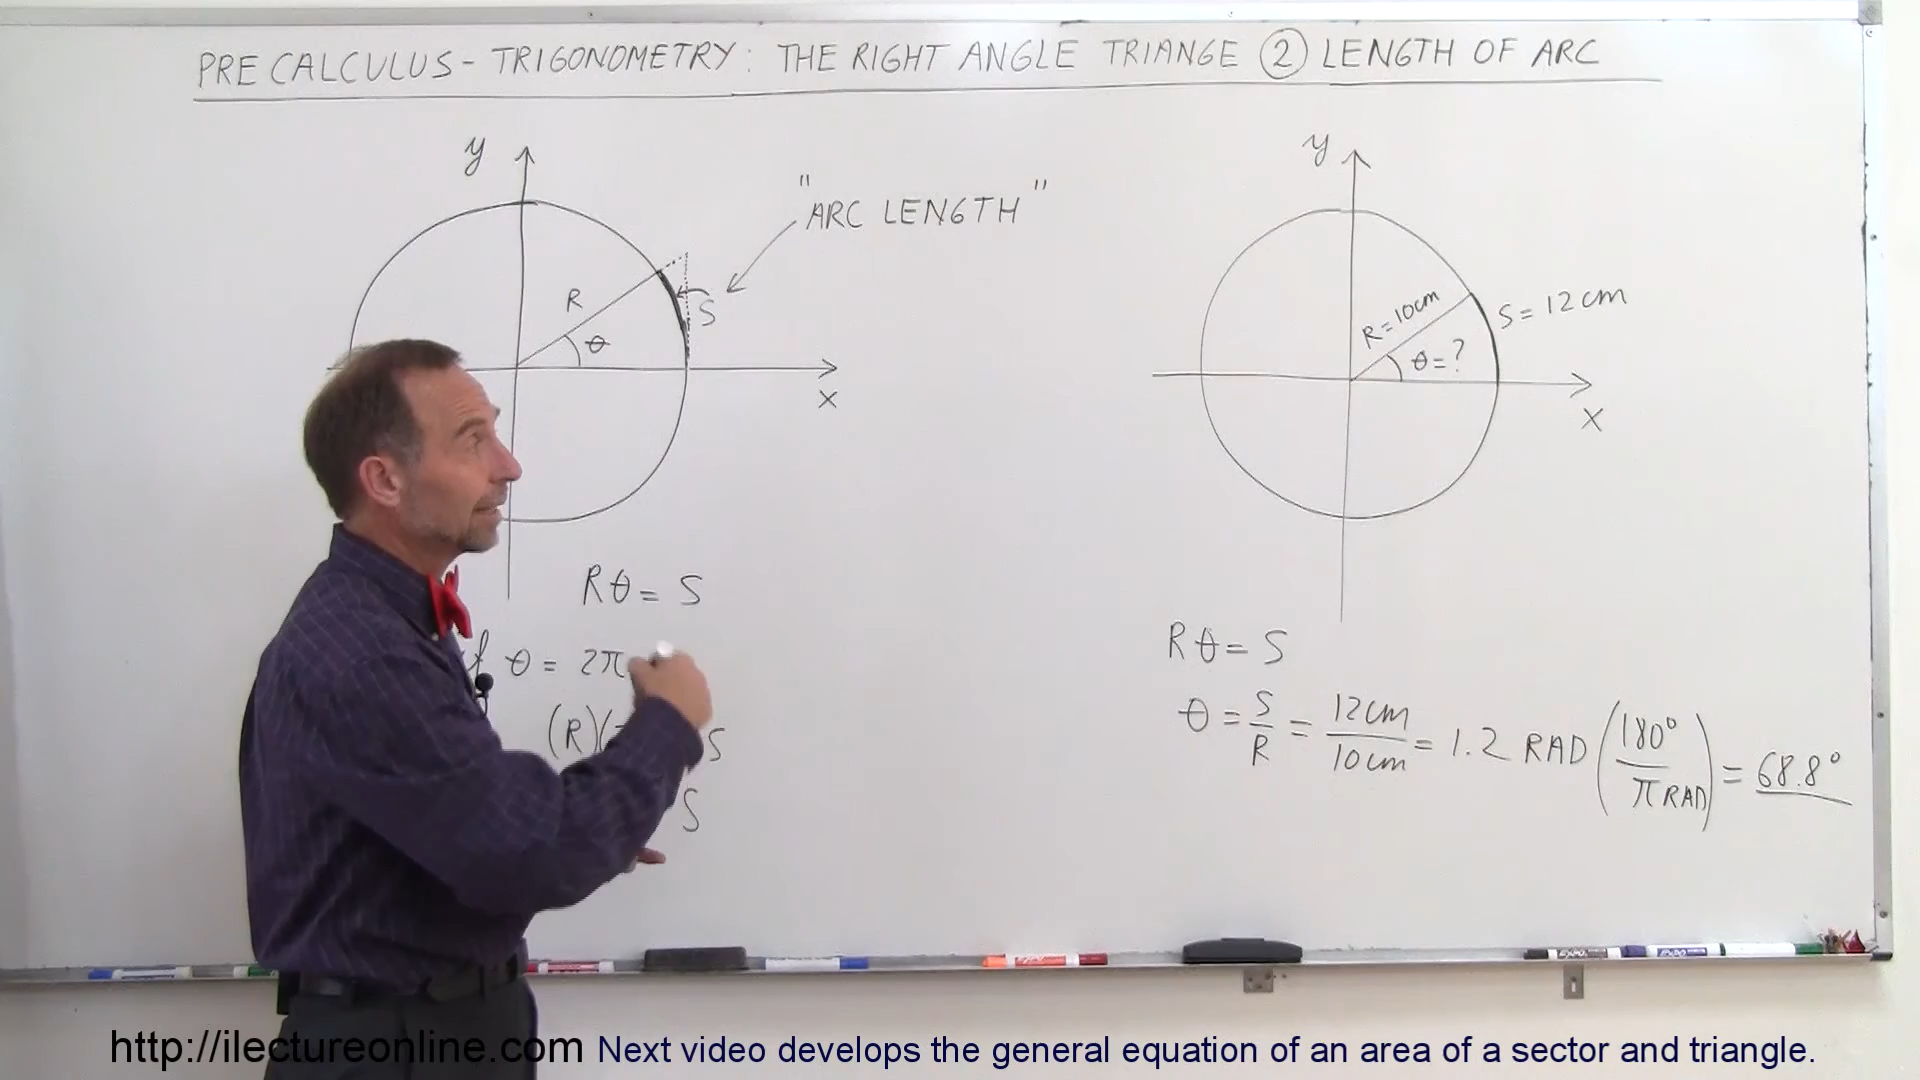 PRE CALCULUS - TRIGONOMETRY: THE RIGHT ANGLE TRIANGE ② LENGTH OF ARC
y
"ARC LENGTH"
R
θ
S
x
Rθ = S
θ = 2π
(R)(
S
S
y
R = 10cm
S = 12 cm
θ = ?
X
Rθ = S
θ = S/R = 12cm/10cm = 1.2 RAD (180°/π RAD) = 68.8°
EXPO
EXPO
http://ilectureonline.com Next video develops the general equation of an area of a sector and triangle.